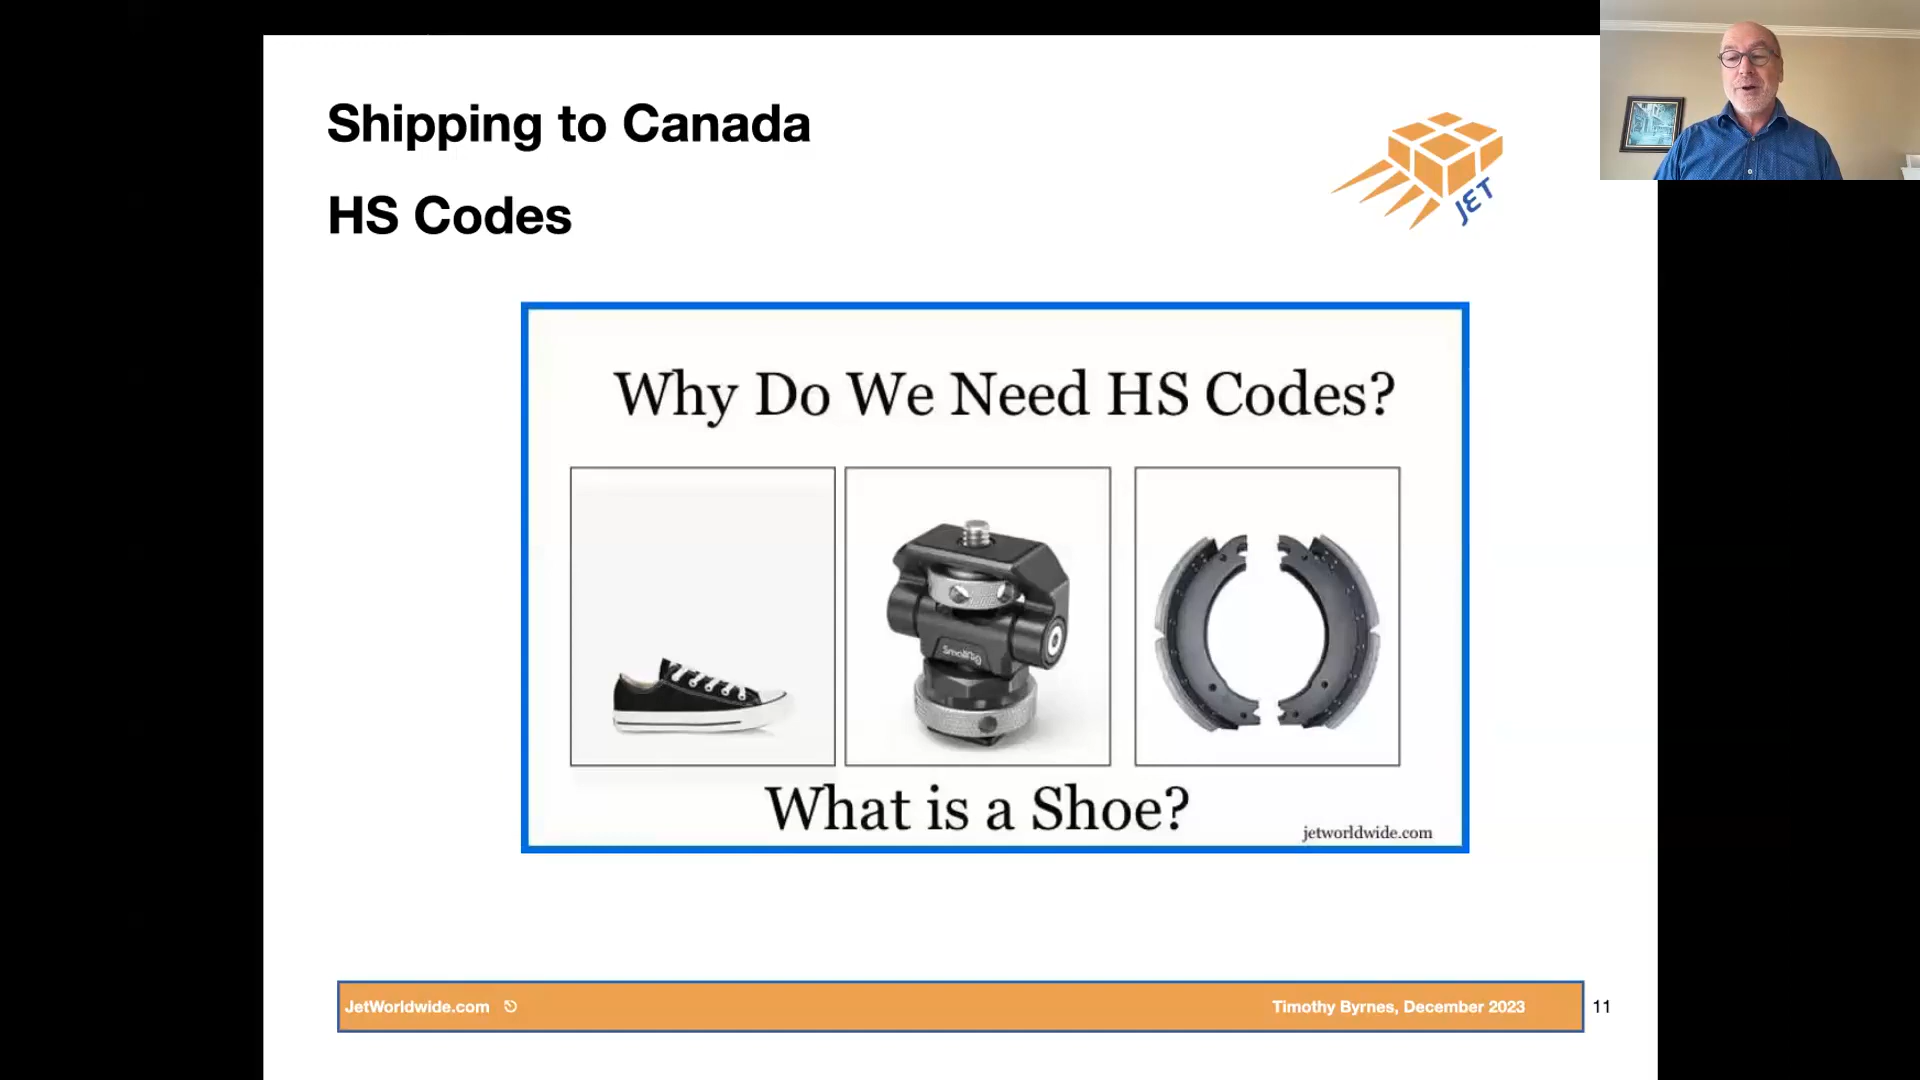 Shipping to Canada
HS Codes
JET
Why Do We Need HS Codes?
SmallRig
What is a Shoe?
jetworldwide.com
JetWorldwide.com
Timothy Byrnes, December 2023
11